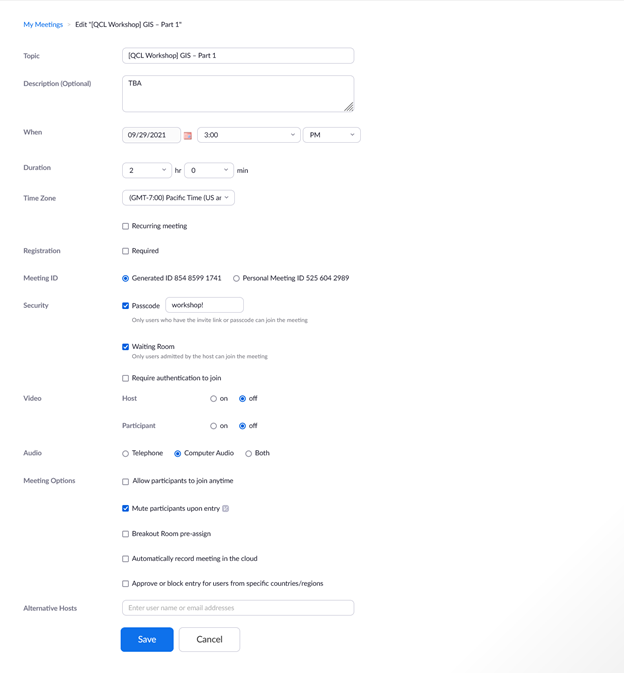 My Meetings > Edit "[QCL Workshop] GIS – Part 1"
Topic [QCL Workshop] GIS – Part 1
Description (Optional) TBA
When 09/29/2021 3:00 PM
Duration 2 hr 0 min
Time Zone (GMT-7:00) Pacific Time (US ar
Recurring meeting
Registration Required
Meeting ID Generated ID 854 8599 1741 Personal Meeting ID 525 604 2989
Security Passcode workshop!
Only users who have the invite link or passcode can join the meeting
Waiting Room
Only users admitted by the host can join the meeting
Require authentication to join
Video Host on off
Participant on off
Audio Telephone Computer Audio Both
Meeting Options Allow participants to join anytime
Mute participants upon entry
Breakout Room pre-assign
Automatically record meeting in the cloud
Approve or block entry for users from specific countries/regions
Alternative Hosts Enter user name or email addresses
Save Cancel